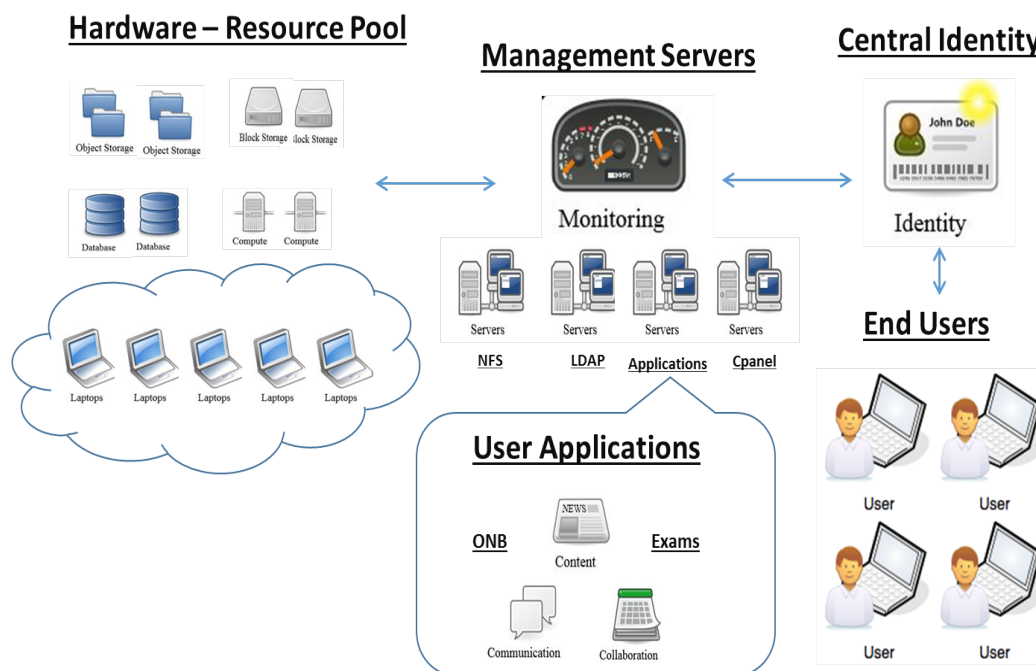 Hardware – Resource Pool
Management Servers
Central Identity
Object Storage
Object Storage
Block Storage
lock Storage
John Doe
Monitoring
Identity
Database
Database
Compute
Compute
Servers
Servers
Servers
Servers
NFS
LDAP
Applications
Cpanel
End Users
Laptops
Laptops
Laptops
Laptops
Laptops
User Applications
NEWS
ONB
Exams
Content
Communication
Collaboration
User
User
User
User